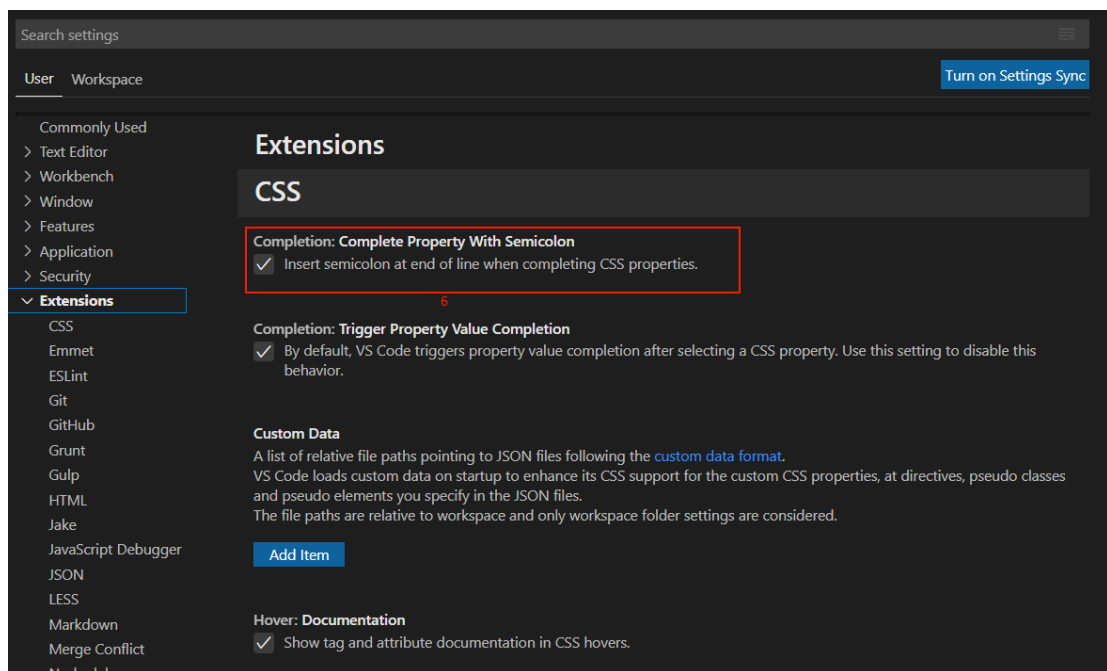 Search settings
User Workspace
Turn on Settings Sync
Commonly Used
Text Editor
Workbench
Window
Features
Application
Security
Extensions
CSS
Emmet
ESLint
Git
GitHub
Grunt
Gulp
HTML
Jake
JavaScript Debugger
JSON
LESS
Markdown
Merge Conflict
Extensions
CSS
Completion: Complete Property With Semicolon
Insert semicolon at end of line when completing CSS properties.
6
Completion: Trigger Property Value Completion
By default, VS Code triggers property value completion after selecting a CSS property. Use this setting to disable this
behavior.
Custom Data
A list of relative file paths pointing to JSON files following the custom data format.
VS Code loads custom data on startup to enhance its CSS support for the custom CSS properties, at directives, pseudo classes
and pseudo elements you specify in the JSON files.
The file paths are relative to workspace and only workspace folder settings are considered.
Add Item
Hover: Documentation
Show tag and attribute documentation in CSS hovers.